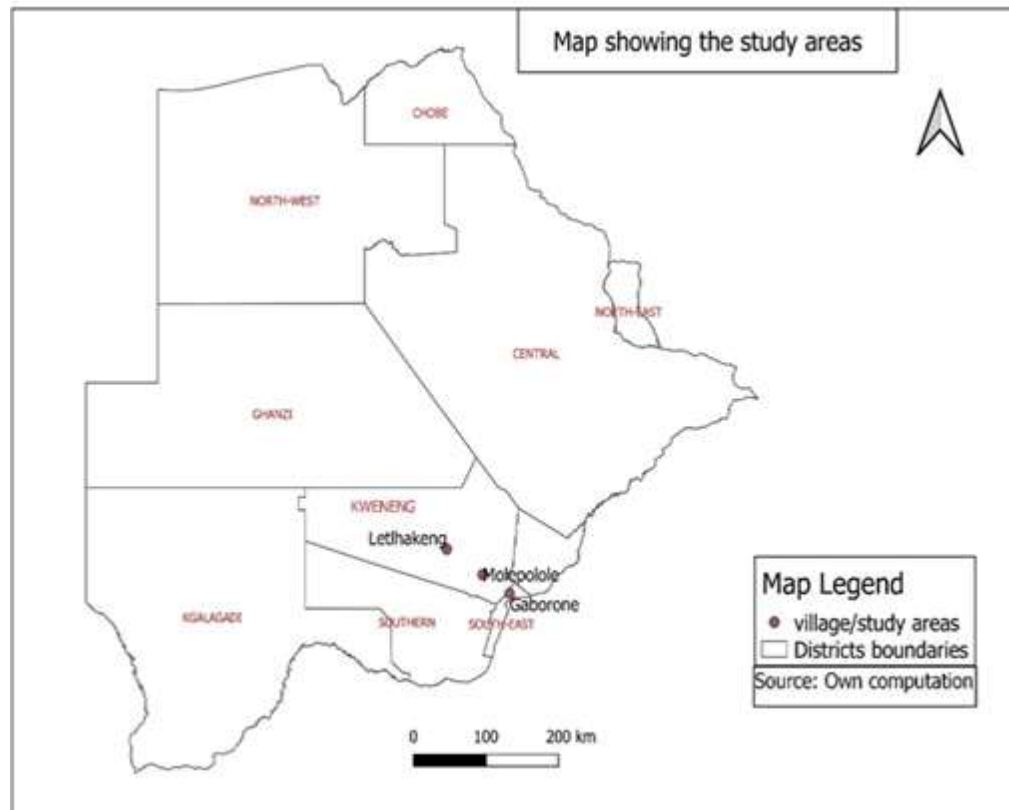 Map showing the study areas
CHOBE
NORTH-WEST
NORTH-EAST
CENTRAL
GHANZI
KWENENG
Letlhakeng
Molepolole
Gaborone
KGALAGADI
SOUTHERN
SOUTH-EAST
Map Legend
village/study areas
Districts boundaries
Source: Own computation
0 100 200 km